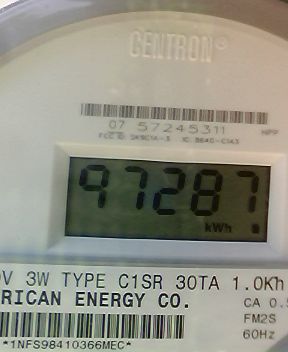 CENTRON®
07 57245311 HPP
97287
kWh
V 3W TYPE C1SR 30TA 1.0Kh
RICAN ENERGY CO. CA 0.5
FM2S
*1NFS98410366MEC* 60Hz